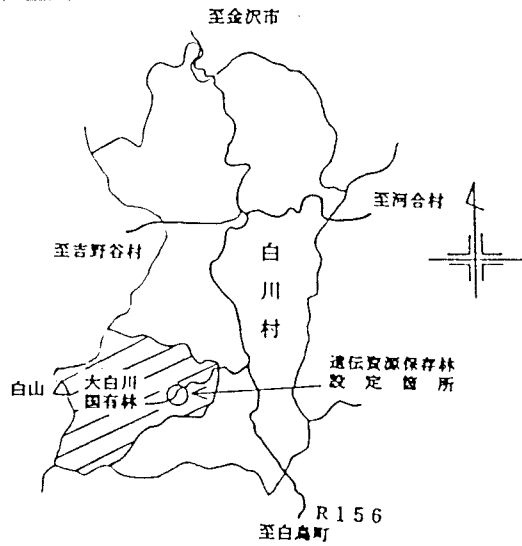 至金沢市
至河合村
至吉野谷村
白川村
遺伝資源保存林
設定箇所
白山
大白川
国有林
R156
至白鳥町